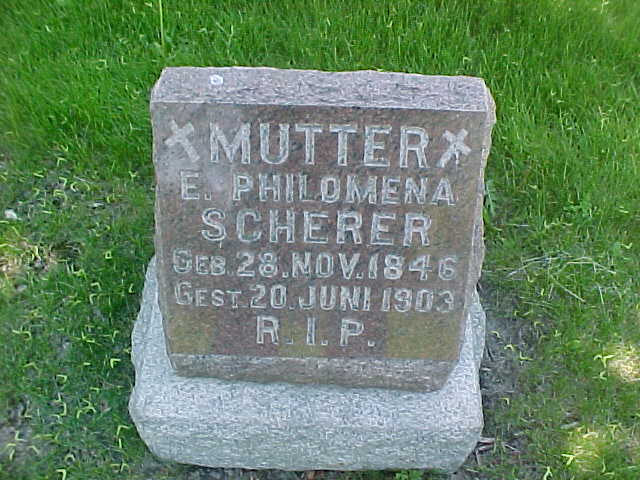 MUTTER
E. PHILOMENA
SCHERER
GEB. 28. NOV. 1846
GEST. 20. JUNI 1903
R.I.P.